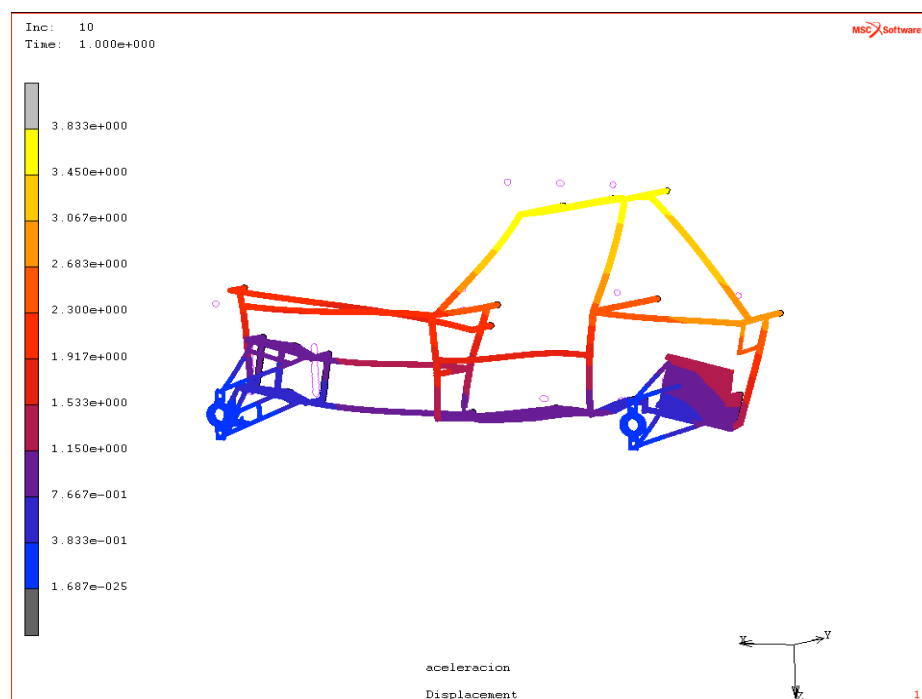 Inc: 10
Time: 1.000e+000
MSC Software
3.833e+000
3.450e+000
3.067e+000
2.683e+000
2.300e+000
1.917e+000
1.533e+000
1.150e+000
7.667e-001
3.833e-001
1.687e-025
X
Y
Z
aceleracion
Displacement
1